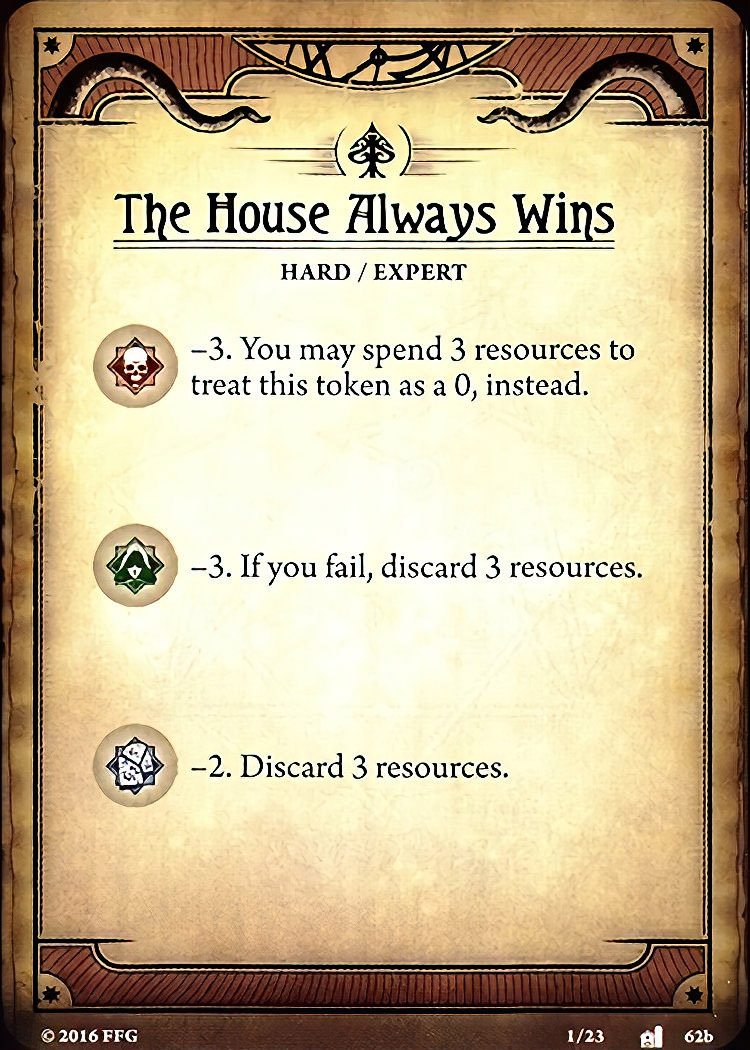 The House Always Wins
HARD / EXPERT
–3. You may spend 3 resources to
treat this token as a 0, instead.
–3. If you fail, discard 3 resources.
–2. Discard 3 resources.
© 2016 FFG
1/23
62b